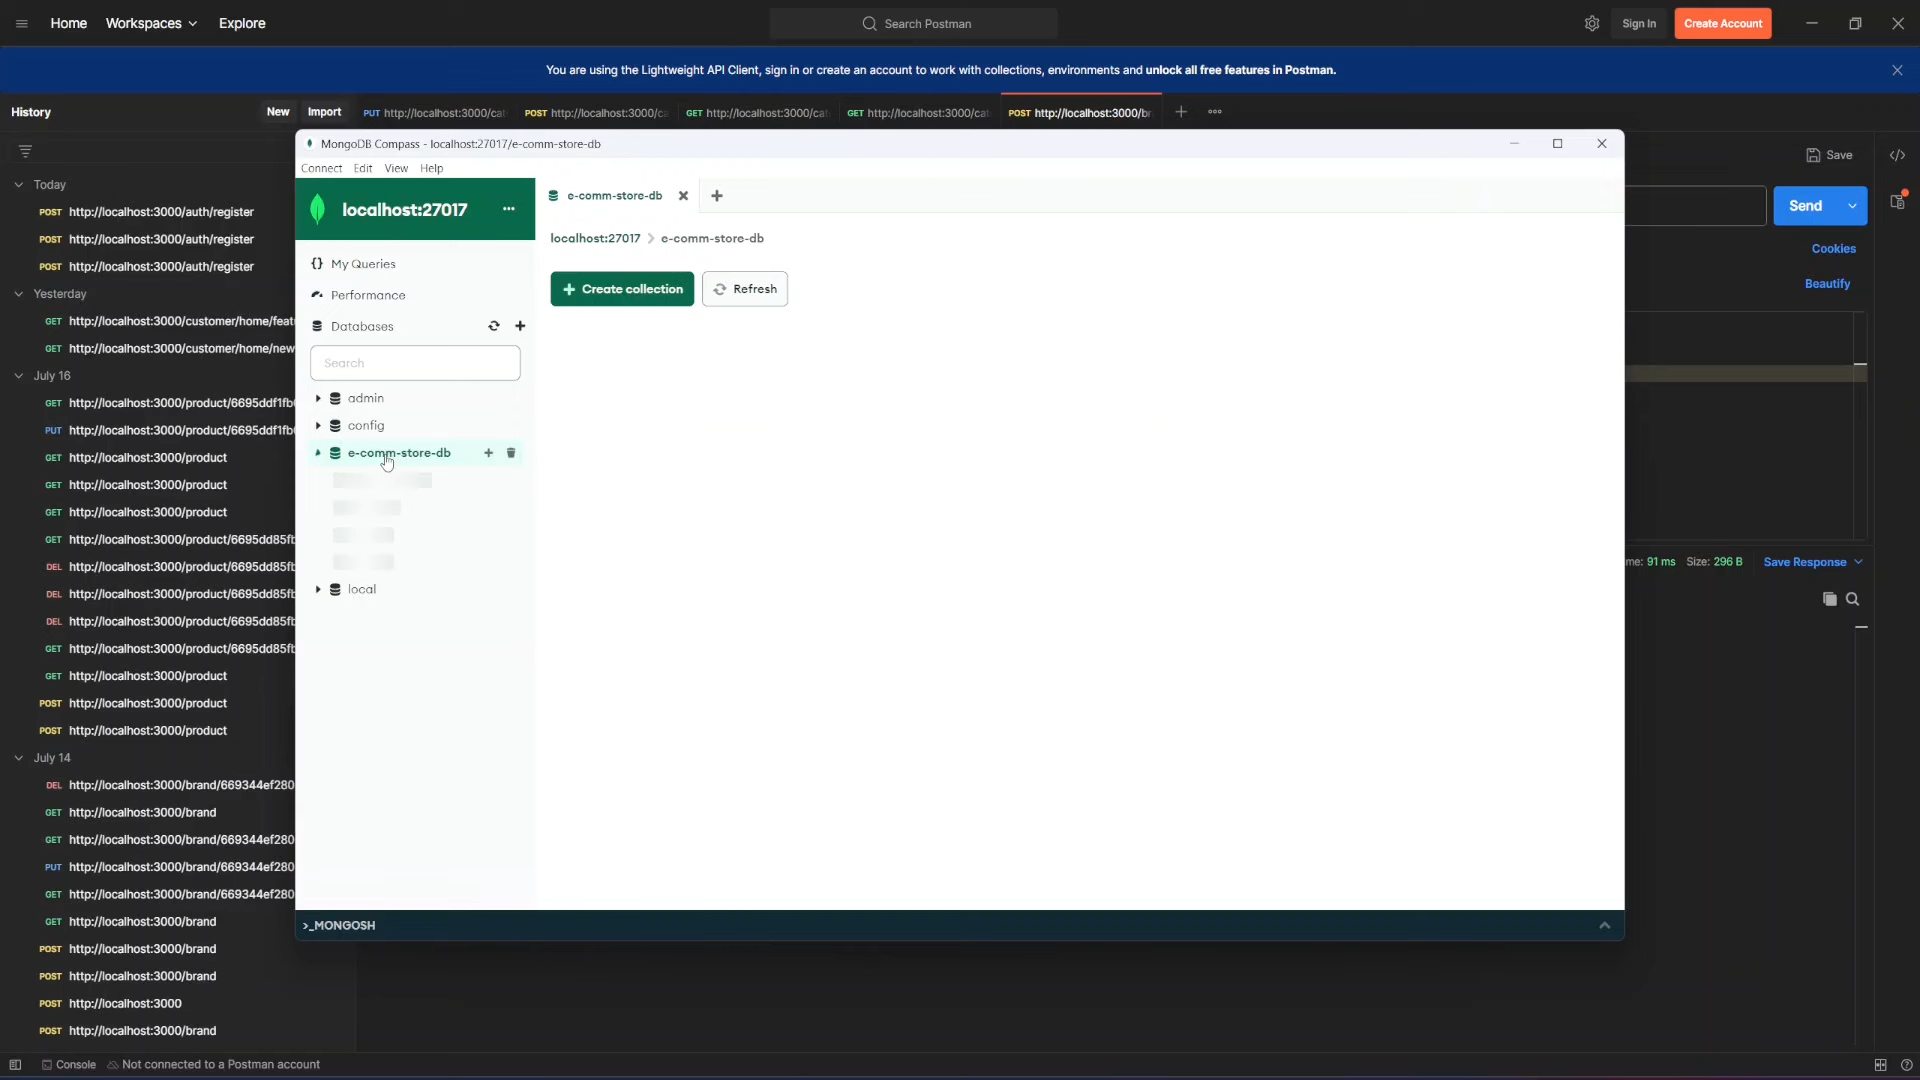 Home Workspaces Explore
Search Postman
Sign In
Create Account
You are using the Lightweight API Client, sign in or create an account to work with collections, environments and unlock all free features in Postman.
History
New Import
PUT http://localhost:3000/cat
POST http://localhost:3000/ca
GET http://localhost:3000/cat
GET http://localhost:3000/cat
POST http://localhost:3000/br
Today
POST http://localhost:3000/auth/register
POST http://localhost:3000/auth/register
POST http://localhost:3000/auth/register
Yesterday
GET http://localhost:3000/customer/home/feat
GET http://localhost:3000/customer/home/new
July 16
GET http://localhost:3000/product/6695ddf1fb
PUT http://localhost:3000/product/6695ddf1fb
GET http://localhost:3000/product
GET http://localhost:3000/product
GET http://localhost:3000/product
GET http://localhost:3000/product/6695dd85fb
DEL http://localhost:3000/product/6695dd85fb
DEL http://localhost:3000/product/6695dd85fb
DEL http://localhost:3000/product/6695dd85fb
GET http://localhost:3000/product/6695dd85fb
GET http://localhost:3000/product
POST http://localhost:3000/product
POST http://localhost:3000/product
July 14
DEL http://localhost:3000/brand/669344ef280
GET http://localhost:3000/brand
GET http://localhost:3000/brand/669344ef280
PUT http://localhost:3000/brand/669344ef280
GET http://localhost:3000/brand/669344ef280
GET http://localhost:3000/brand
POST http://localhost:3000/brand
POST http://localhost:3000/brand
POST http://localhost:3000
POST http://localhost:3000/brand
MongoDB Compass - localhost:27017/e-comm-store-db
Connect Edit View Help
localhost:27017
My Queries
Performance
Databases
Search
admin
config
e-comm-store-db
local
e-comm-store-db
localhost:27017 > e-comm-store-db
Create collection
Refresh
>_MONGOSH
Save
Send
Cookies
Beautify
me: 91 ms Size: 296 B Save Response
Console Not connected to a Postman account